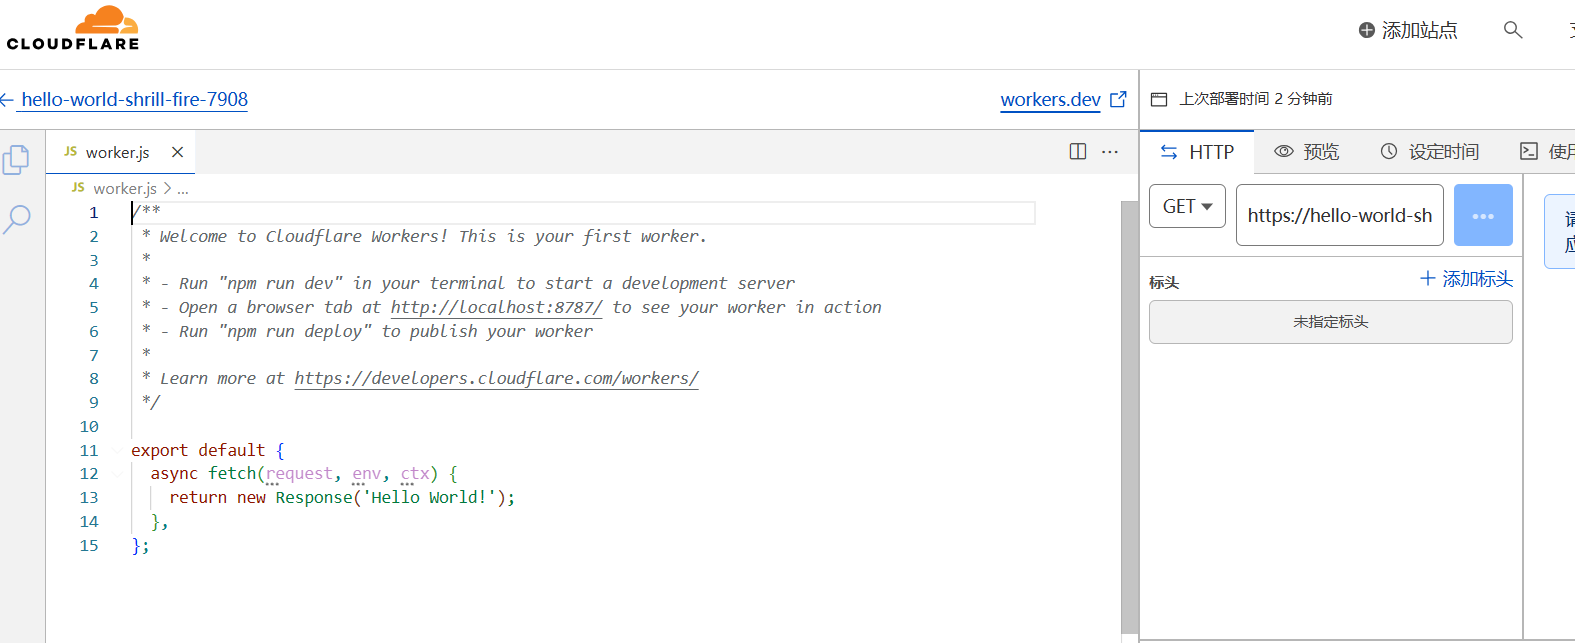 CLOUDFLARE
添加站点
hello-world-shrill-fire-7908
workers.dev
上次部署时间 2 分钟前
JS worker.js
HTTP
预览
设定时间
JS worker.js > ...
GET
https://hello-world-sh
标头
添加标头
未指定标头
1 /**
2 * Welcome to Cloudflare Workers! This is your first worker.
3 *
4 * - Run "npm run dev" in your terminal to start a development server
5 * - Open a browser tab at http://localhost:8787/ to see your worker in action
6 * - Run "npm run deploy" to publish your worker
7 *
8 * Learn more at https://developers.cloudflare.com/workers/
9 */
10
11 export default {
12 async fetch(request, env, ctx) {
13 return new Response('Hello World!');
14 },
15 };